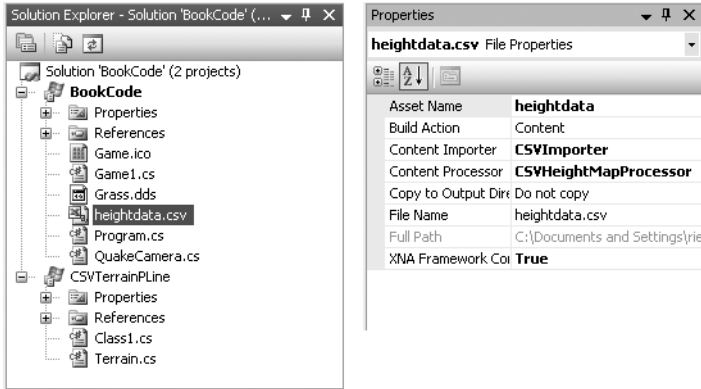 Solution Explorer - Solution 'BookCode' (...
Solution 'BookCode' (2 projects)
BookCode
Properties
References
Game.ico
Game1.cs
Grass.dds
heightdata.csv
Program.cs
QuakeCamera.cs
CSVTerrainPLine
Properties
References
Class1.cs
Terrain.cs
Properties
heightdata.csv File Properties
Asset Name heightdata
Build Action Content
Content Importer CSVImporter
Content Processor CSVHeightMapProcessor
Copy to Output Dire Do not copy
File Name heightdata.csv
Full Path C:\Documents and Settings\rie
XNA Framework Cor True